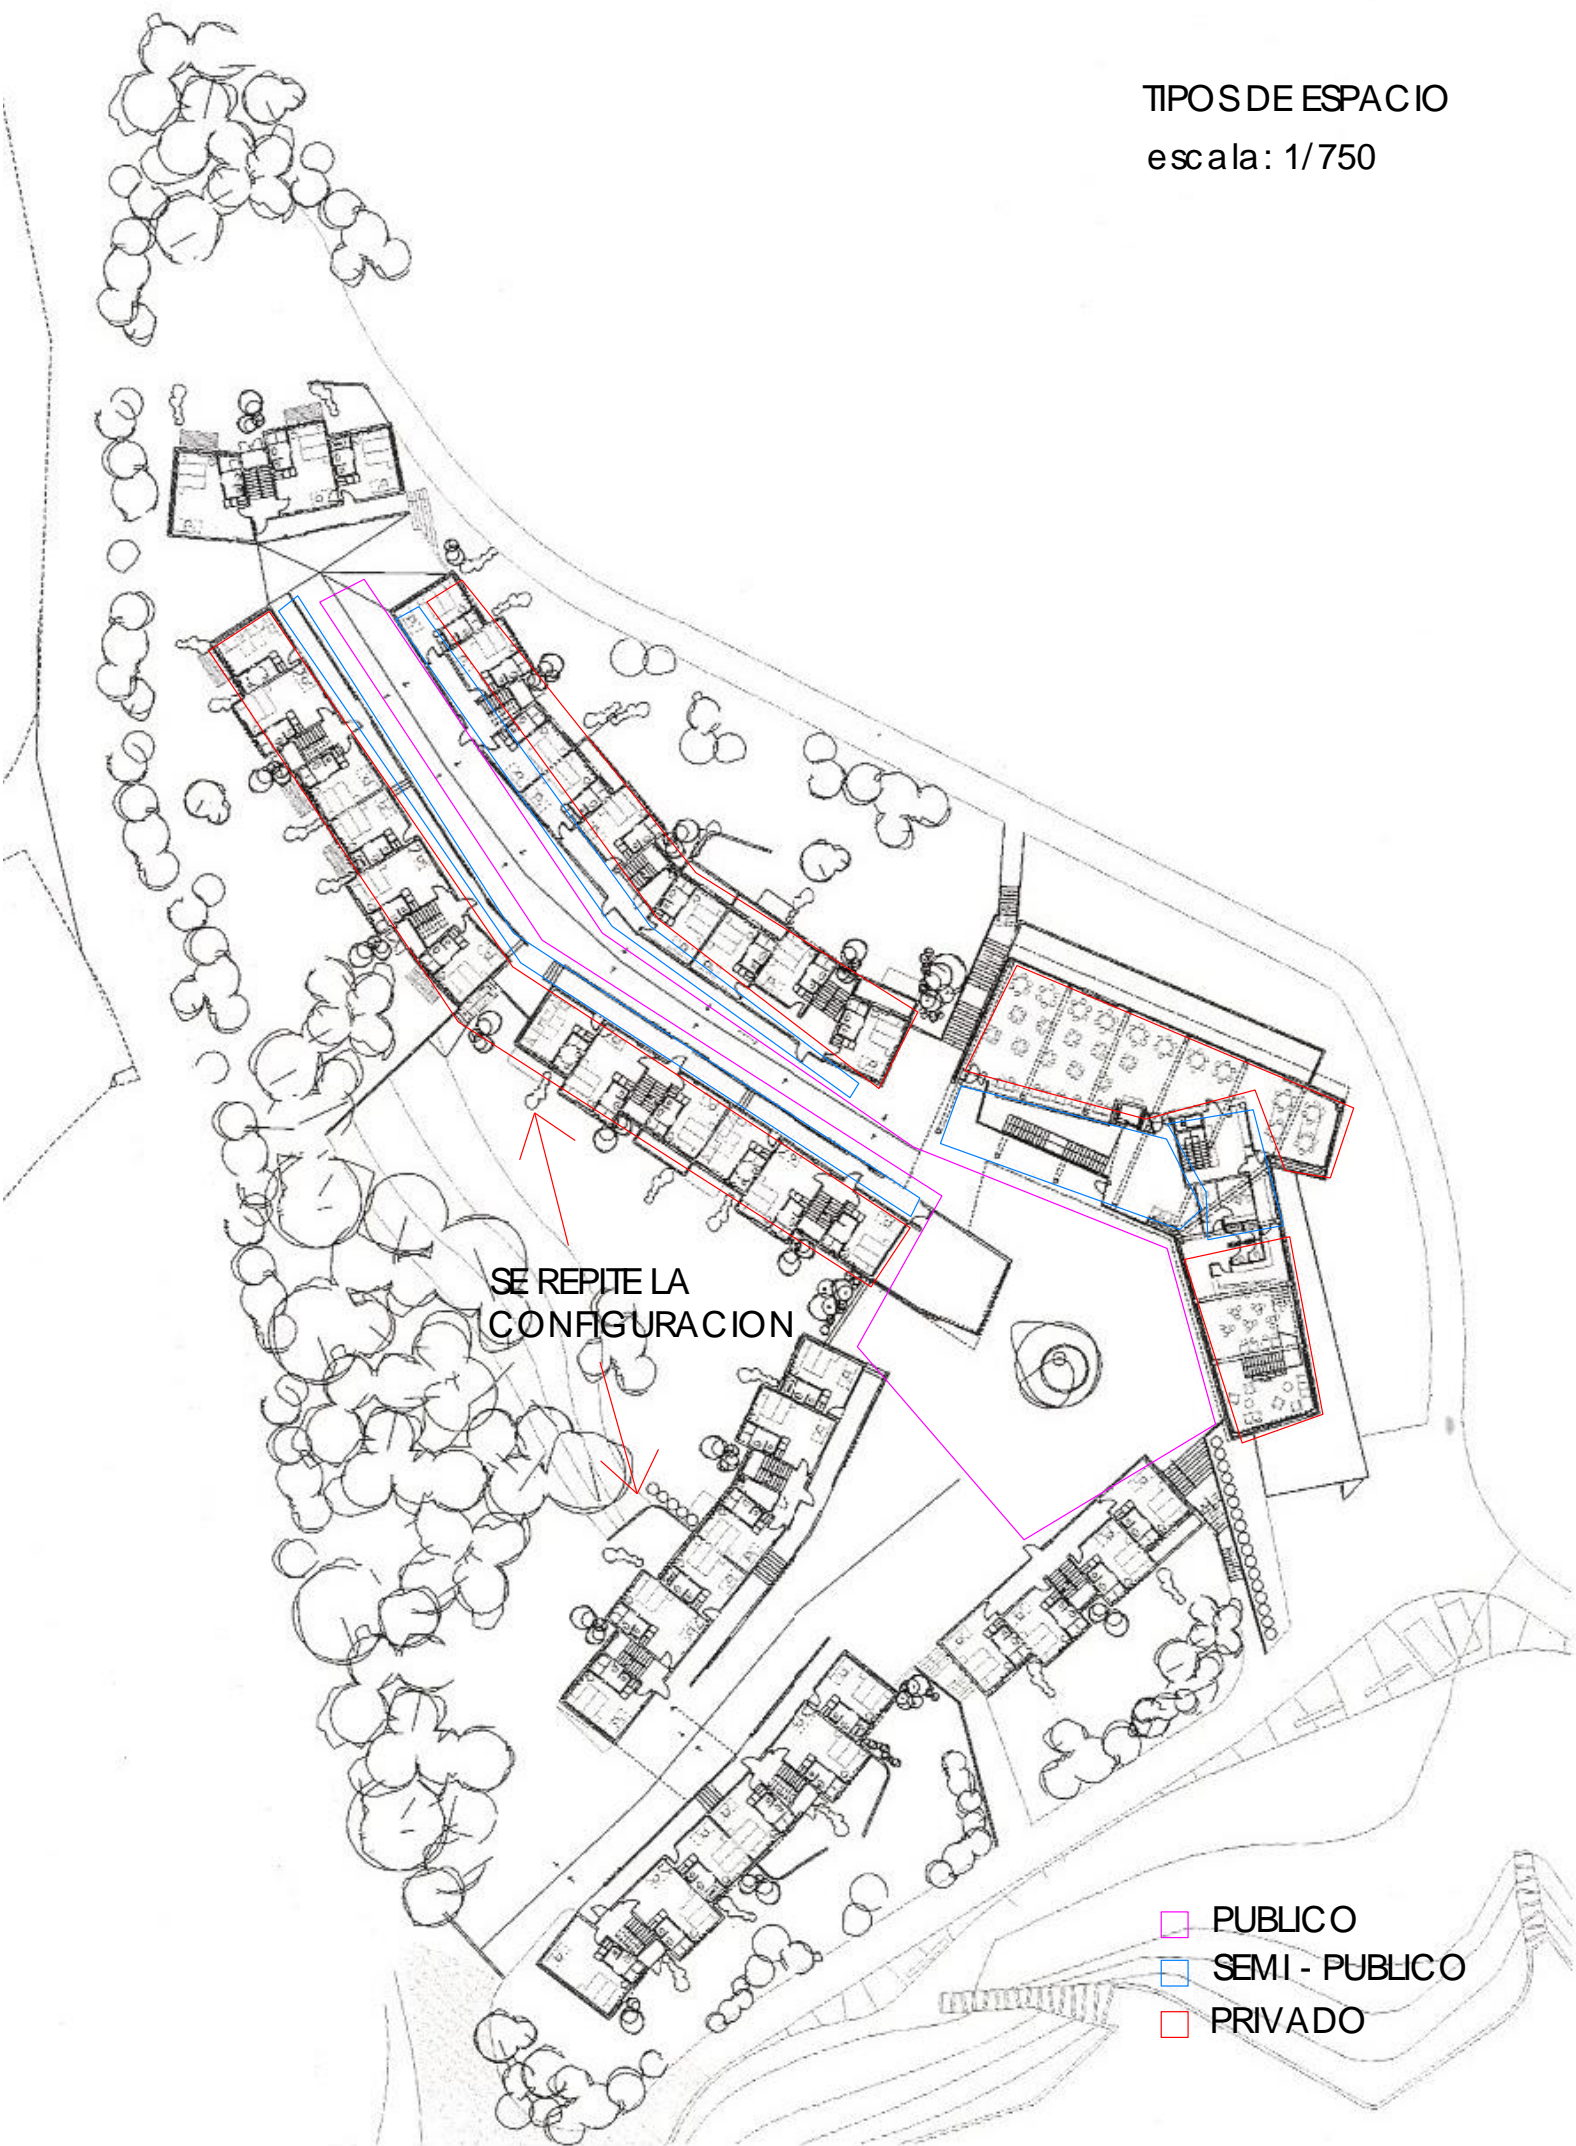 TIPOS DE ESPACIO
escala: 1/750
SE REPITE LA
CONFIGURACION
PUBLICO
SEMI - PUBLICO
PRIVADO